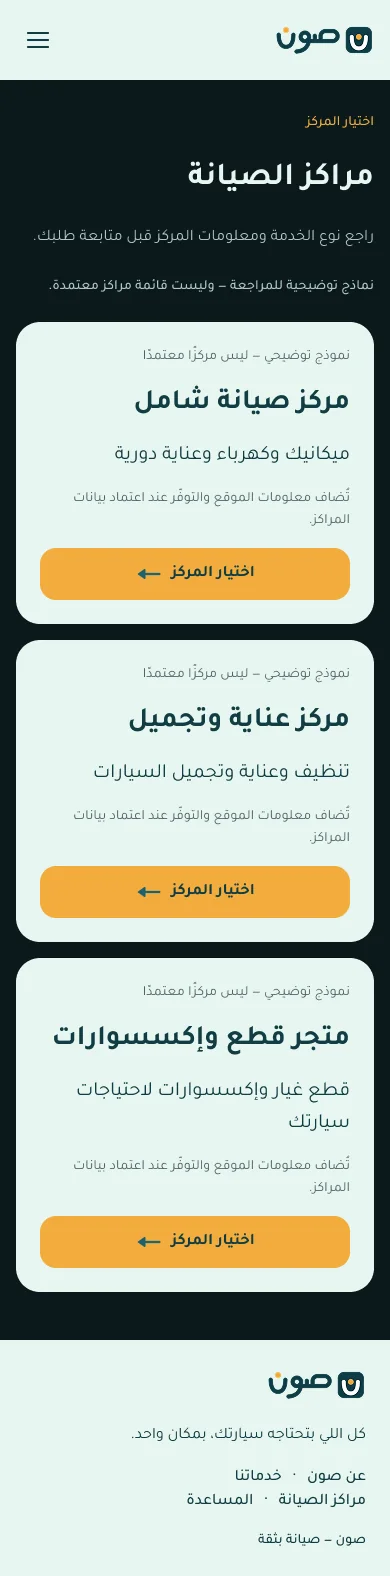 صون
اختيار المركز
مراكز الصيانة
راجع نوع الخدمة ومعلومات المركز قبل متابعة طلبك.
نماذج توضيحية للمراجعة — وليست قائمة مراكز معتمدة.
نموذج توضيحي — ليس مركزًا معتمدًا
مركز صيانة شامل
ميكانيك وكهرباء وعناية دورية
تُضاف معلومات الموقع والتوفّر عند اعتماد بيانات
المراكز.
اختيار المركز ←
نموذج توضيحي — ليس مركزًا معتمدًا
مركز عناية وتجميل
تنظيف وعناية وتجميل السيارات
تُضاف معلومات الموقع والتوفّر عند اعتماد بيانات
المراكز.
اختيار المركز ←
نموذج توضيحي — ليس مركزًا معتمدًا
متجر قطع وإكسسوارات
قطع غيار وإكسسوارات لاحتياجات
سيارتك
تُضاف معلومات الموقع والتوفّر عند اعتماد بيانات
المراكز.
اختيار المركز ←
صون
كل اللي بتحتاجه سيارتك، بمكان واحد.
عن صون · خدماتنا
مراكز الصيانة · المساعدة
صون — صيانة بثقة